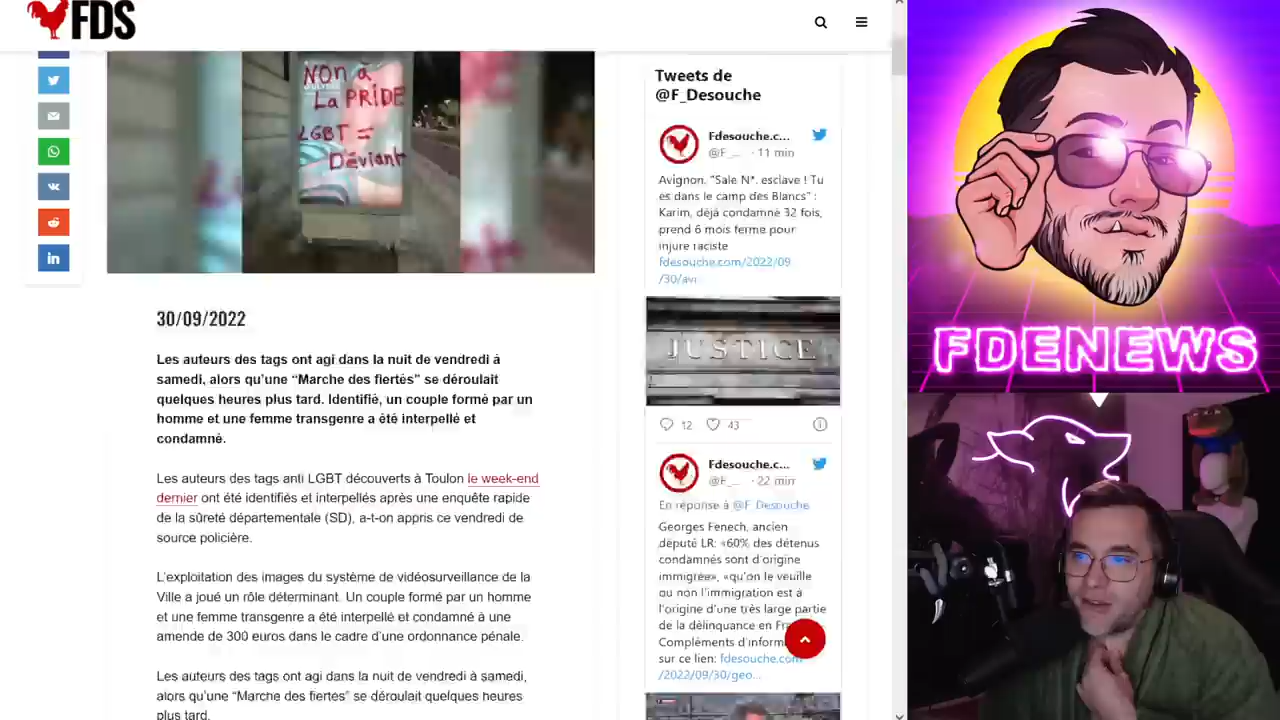 FDS
NON à
La PRIDE
LGBT =
Déviant
30/09/2022
Les auteurs des tags ont agi dans la nuit de vendredi à
samedi, alors qu'une “Marche des fiertés” se déroulait
quelques heures plus tard. Identifié, un couple formé par un
homme et une femme transgenre a été interpellé et
condamné.
Les auteurs des tags anti LGBT découverts à Toulon le week-end
dernier ont été identifiés et interpellés après une enquête rapide
de la sûreté départementale (SD), a-t-on appris ce vendredi de
source policière.
L'exploitation des images du système de vidéosurveillance de la
Ville a joué un rôle déterminant. Un couple formé par un homme
et une femme transgenre a été interpellé et condamné à une
amende de 300 euros dans le cadre d'une ordonnance pénale.
Les auteurs des tags ont agi dans la nuit de vendredi à samedi,
alors qu'une “Marche des fiertés” se déroulait quelques heures
plus tard.
Tweets de
@F_Desouche
Fdesouche.c...
@F_... · 11 min
Avignon. "Sale N*. esclave ! Tu
es dans le camp des Blancs" :
Karim, déjà condamné 32 fois,
prend 6 mois ferme pour
injure raciste
fdesouche.com/2022/09
/30/avi
JUSTICE
12 43
Fdesouche.c...
@F_... · 22 min
En réponse à @F_Desouche
Georges Fenech, ancien
député LR: «60% des détenus
condamnés sont d'origine
immigrée», «qu'on le veuille
ou non l'immigration est à
l'origine d'une très large partie
de la délinquance en Fra
Compléments d'inform
sur ce lien: fdesouche.com
/2022/09/30/geo...
FDENEWS